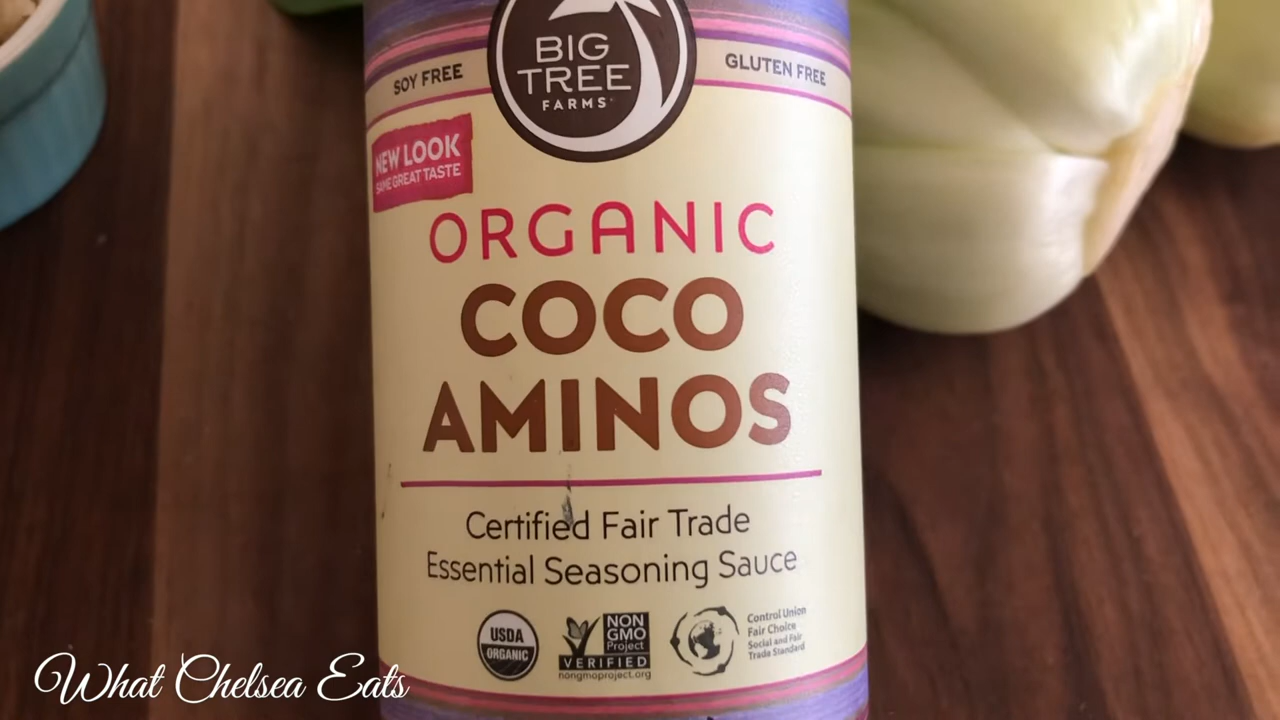 BIG
TREE
FARMS
SOY FREE
GLUTEN FREE
NEW LOOK
SAME GREAT TASTE
ORGANIC
COCO
AMINOS
Certified Fair Trade
Essential Seasoning Sauce
USDA
ORGANIC
NON
GMO
Project
VERIFIED
nongmoproject.org
Control Union
Fair Choice
Social and Fair
Trade Standard
What Chelsea Eats